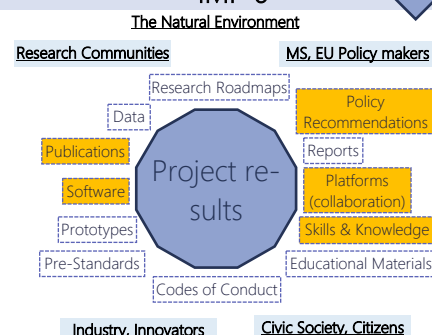 The Natural Environment
Research Communities
MS, EU Policy makers
Research Roadmaps
Data
Policy
Recommendations
Publications
Reports
Project re-
sults
Software
Platforms
(collaboration)
Prototypes
Skills & Knowledge
Pre-Standards
Educational Materials
Codes of Conduct
Industry, Innovators
Civic Society, Citizens